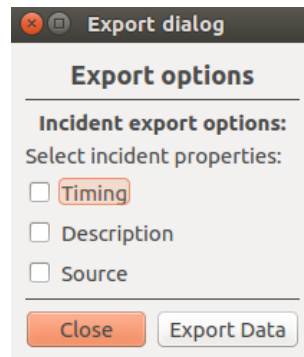 Export dialog
Export options
Incident export options:
Select incident properties:
Timing
Description
Source
Close Export Data